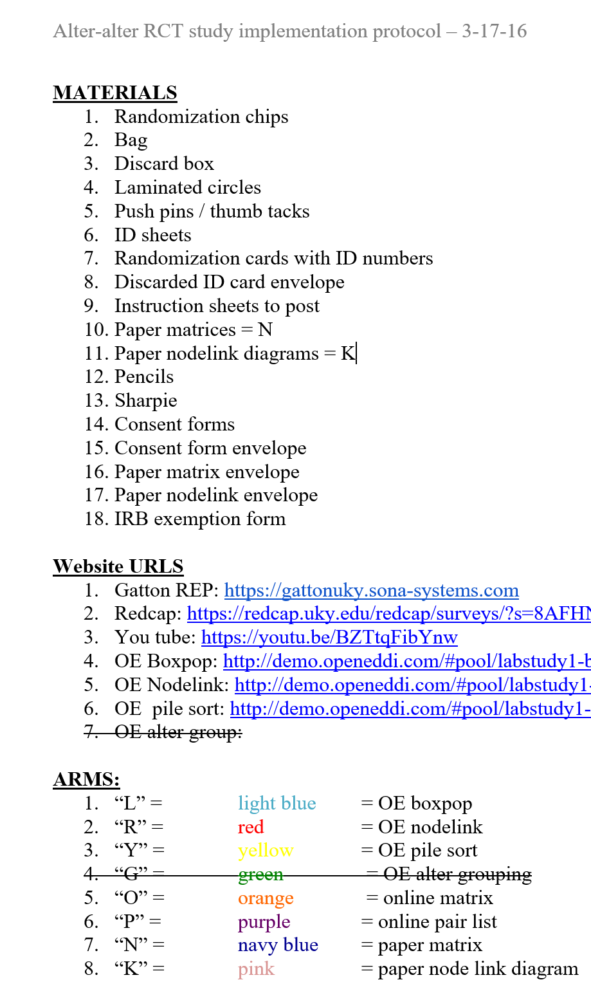 Alter-alter RCT study implementation protocol – 3-17-16
MATERIALS
1. Randomization chips
2. Bag
3. Discard box
4. Laminated circles
5. Push pins / thumb tacks
6. ID sheets
7. Randomization cards with ID numbers
8. Discarded ID card envelope
9. Instruction sheets to post
10. Paper matrices = N
11. Paper nodelink diagrams = K
12. Pencils
13. Sharpie
14. Consent forms
15. Consent form envelope
16. Paper matrix envelope
17. Paper nodelink envelope
18. IRB exemption form
Website URLS
1. Gatton REP: https://gattonuky.sona-systems.com
2. Redcap: https://redcap.uky.edu/redcap/surveys/?s=8AFHN
3. You tube: https://youtu.be/BZTtqFibYnw
4. OE Boxpop: http://demo.openeddi.com/#pool/labstudy1-b
5. OE Nodelink: http://demo.openeddi.com/#pool/labstudy1-
6. OE pile sort: http://demo.openeddi.com/#pool/labstudy1-
7. OE alter group:
ARMS:
1. “L” = light blue = OE boxpop
2. “R” = red = OE nodelink
3. “Y” = yellow = OE pile sort
4. “G” = green = OE alter grouping
5. “O” = orange = online matrix
6. “P” = purple = online pair list
7. “N” = navy blue = paper matrix
8. “K” = pink = paper node link diagram